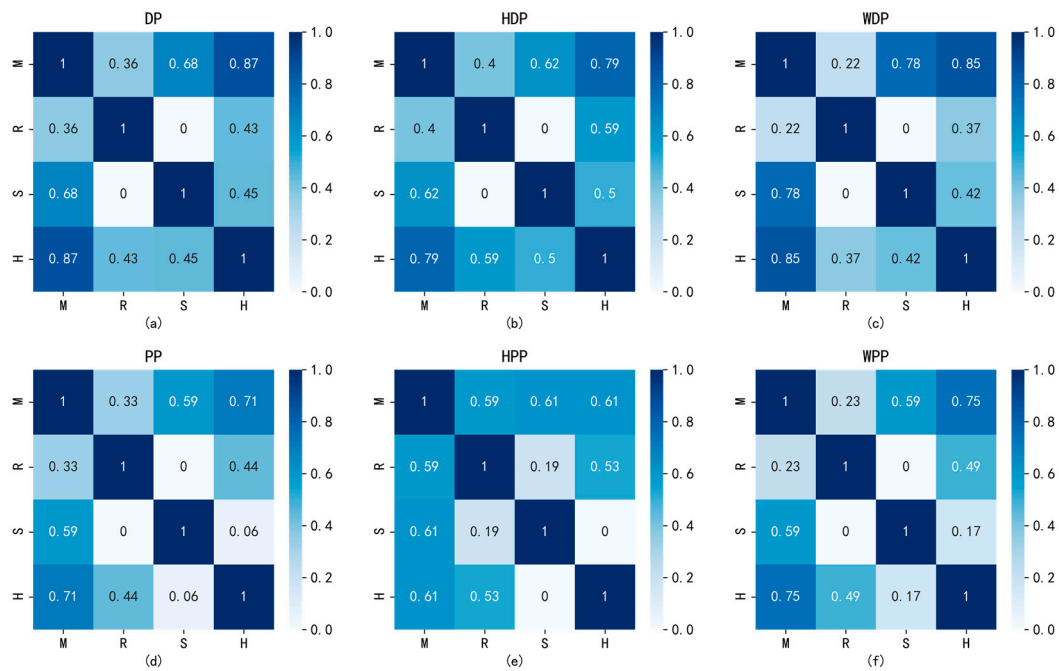 DP
M 1 0.36 0.68 0.87
R 0.36 1 0 0.43
S 0.68 0 1 0.45
H 0.87 0.43 0.45 1
M R S H
1.0
0.8
0.6
0.4
0.2
0.0
(a)
HDP
M 1 0.4 0.62 0.79
R 0.4 1 0 0.59
S 0.62 0 1 0.5
H 0.79 0.59 0.5 1
M R S H
1.0
0.8
0.6
0.4
0.2
0.0
(b)
WDP
M 1 0.22 0.78 0.85
R 0.22 1 0 0.37
S 0.78 0 1 0.42
H 0.85 0.37 0.42 1
M R S H
1.0
0.8
0.6
0.4
0.2
0.0
(c)
PP
M 1 0.33 0.59 0.71
R 0.33 1 0 0.44
S 0.59 0 1 0.06
H 0.71 0.44 0.06 1
M R S H
1.0
0.8
0.6
0.4
0.2
0.0
(d)
HPP
M 1 0.59 0.61 0.61
R 0.59 1 0.19 0.53
S 0.61 0.19 1 0
H 0.61 0.53 0 1
M R S H
1.0
0.8
0.6
0.4
0.2
0.0
(e)
WPP
M 1 0.23 0.59 0.75
R 0.23 1 0 0.49
S 0.59 0 1 0.17
H 0.75 0.49 0.17 1
M R S H
1.0
0.8
0.6
0.4
0.2
0.0
(f)